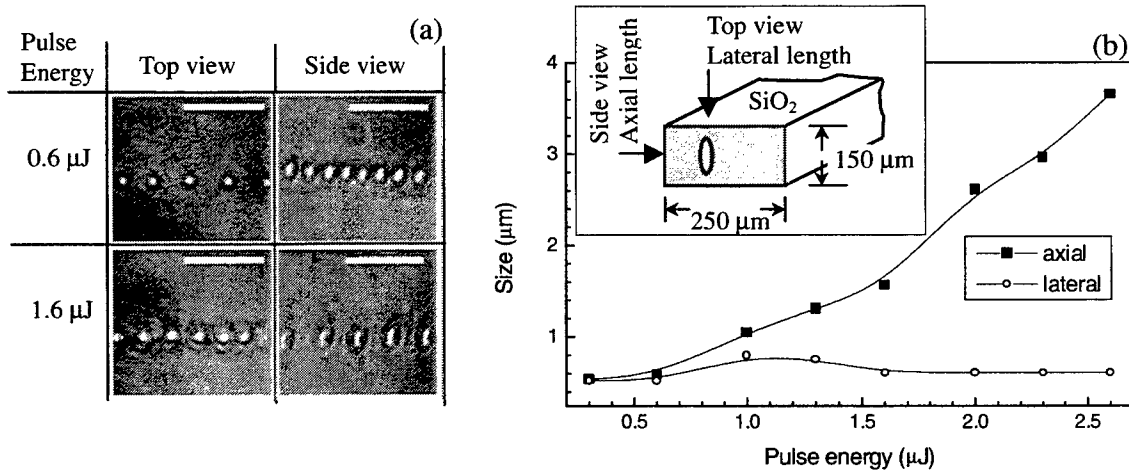 (a)
Pulse
Energy
Top view
Side view
0.6 µJ
1.6 µJ
(b)
Top view
Lateral length
Side view
Axial length
SiO₂
150 µm
250 µm
axial
lateral
Size (µm)
4
3
2
1
0.5
1.0
1.5
2.0
2.5
Pulse energy (µJ)